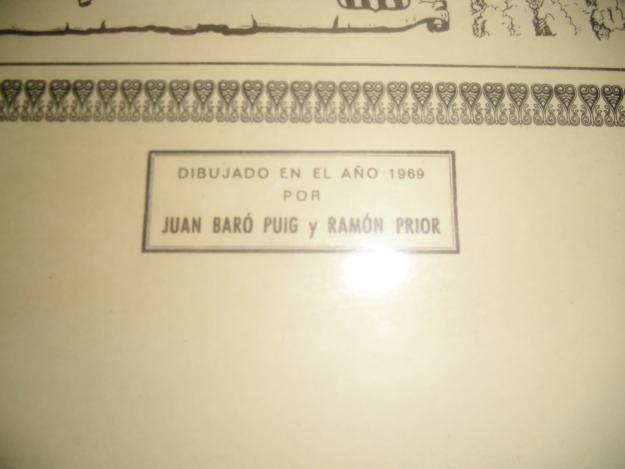 DIBUJADO EN EL AÑO 1969
POR
JUAN BARÓ PUIG y RAMÓN PRIOR